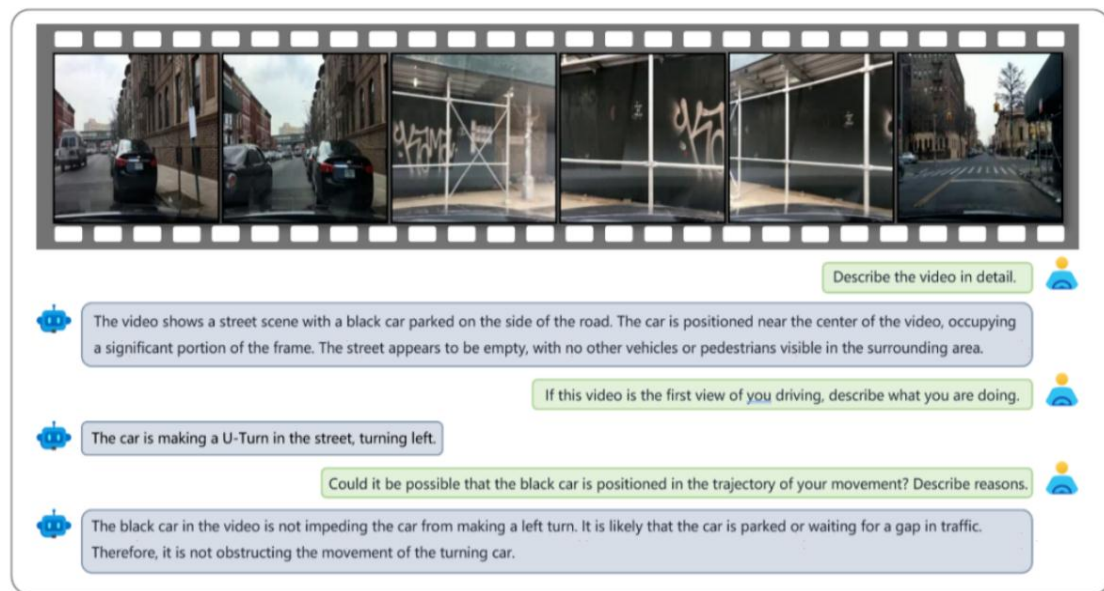 Describe the video in detail.
The video shows a street scene with a black car parked on the side of the road. The car is positioned near the center of the video, occupying
a significant portion of the frame. The street appears to be empty, with no other vehicles or pedestrians visible in the surrounding area.
If this video is the first view of you driving, describe what you are doing.
The car is making a U-Turn in the street, turning left.
Could it be possible that the black car is positioned in the trajectory of your movement? Describe reasons.
The black car in the video is not impeding the car from making a left turn. It is likely that the car is parked or waiting for a gap in traffic.
Therefore, it is not obstructing the movement of the turning car.